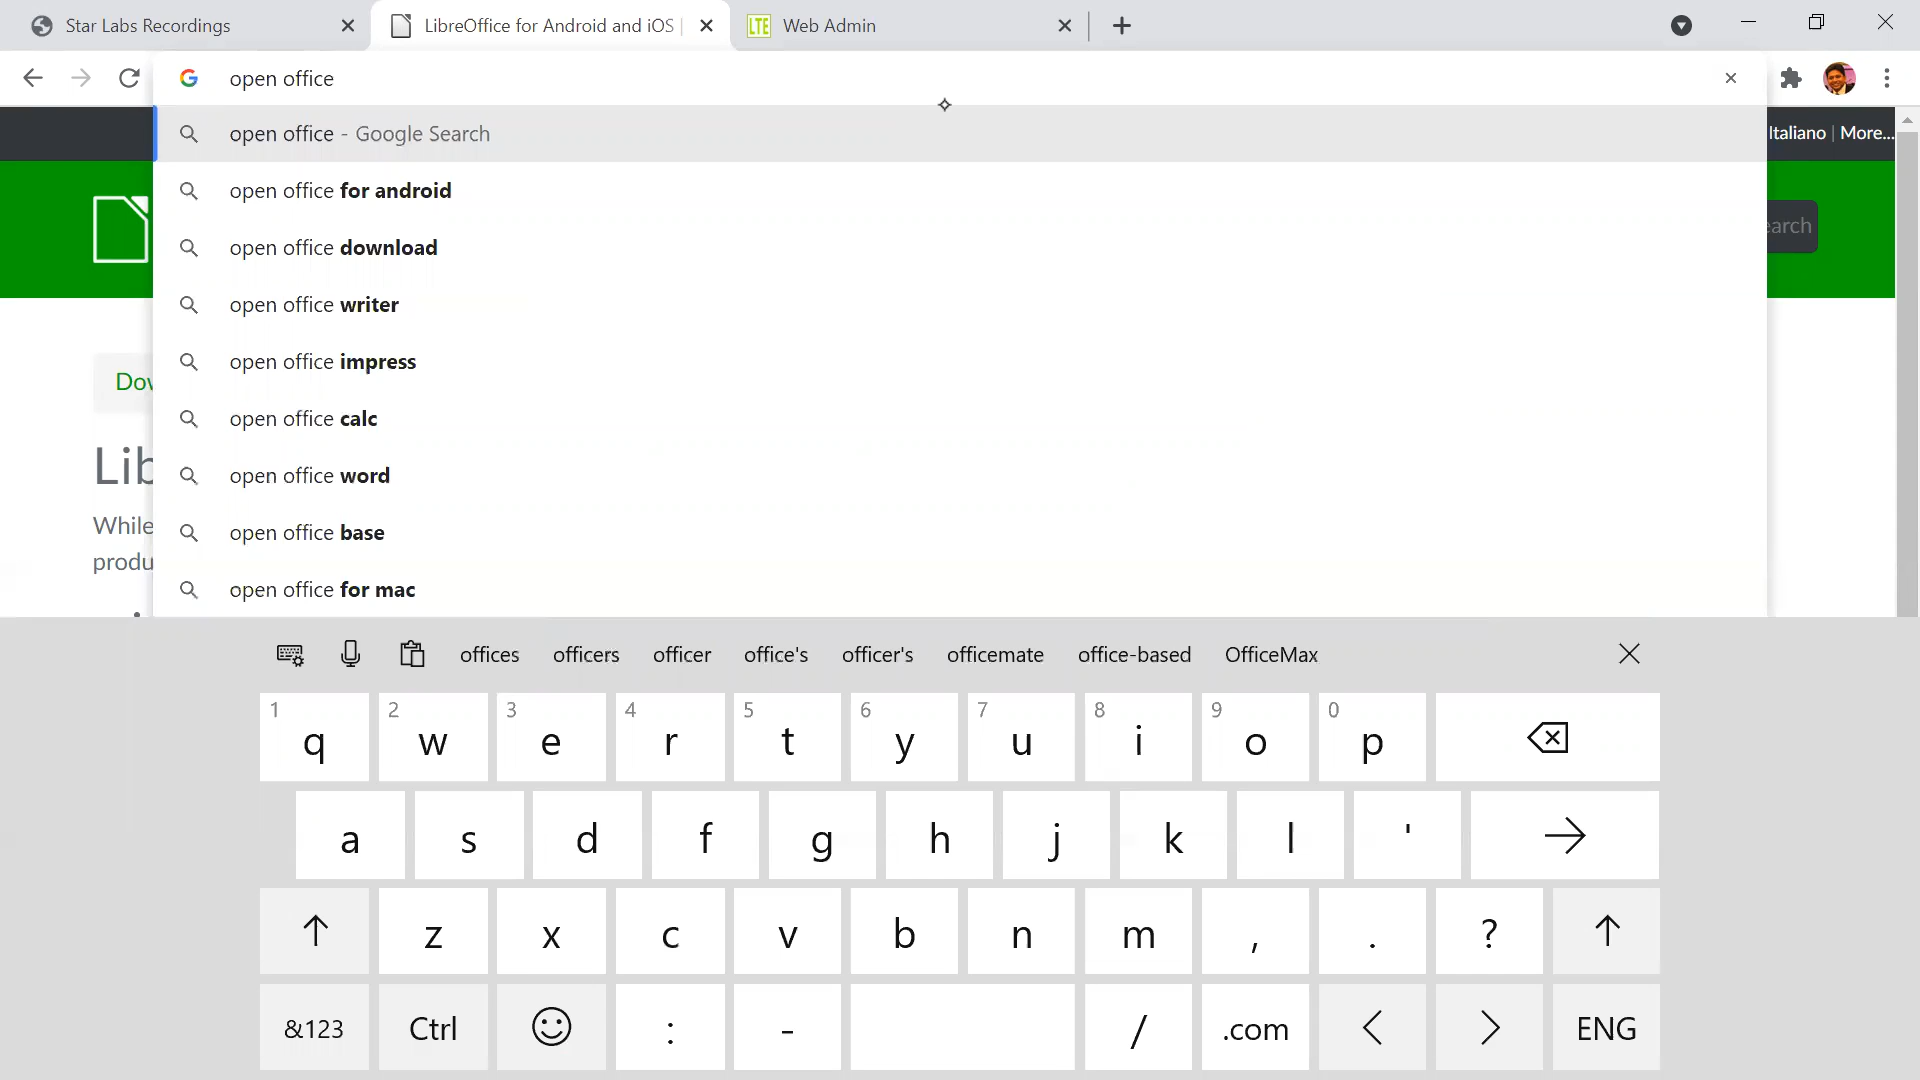 Star Labs Recordings
LibreOffice for Android and iOS |
LTE Web Admin
open office
open office - Google Search
Italiano | More...
open office for android
open office download
open office writer
open office impress
open office calc
open office word
open office base
open office for mac
While
produ
offices officers officer office's officer's officemate office-based OfficeMax
1 2 3 4 5 6 7 8 9 0
q w e r t y u i o p
a s d f g h j k l '
z x c v b n m , . ?
&123 Ctrl : - / .com < > ENG